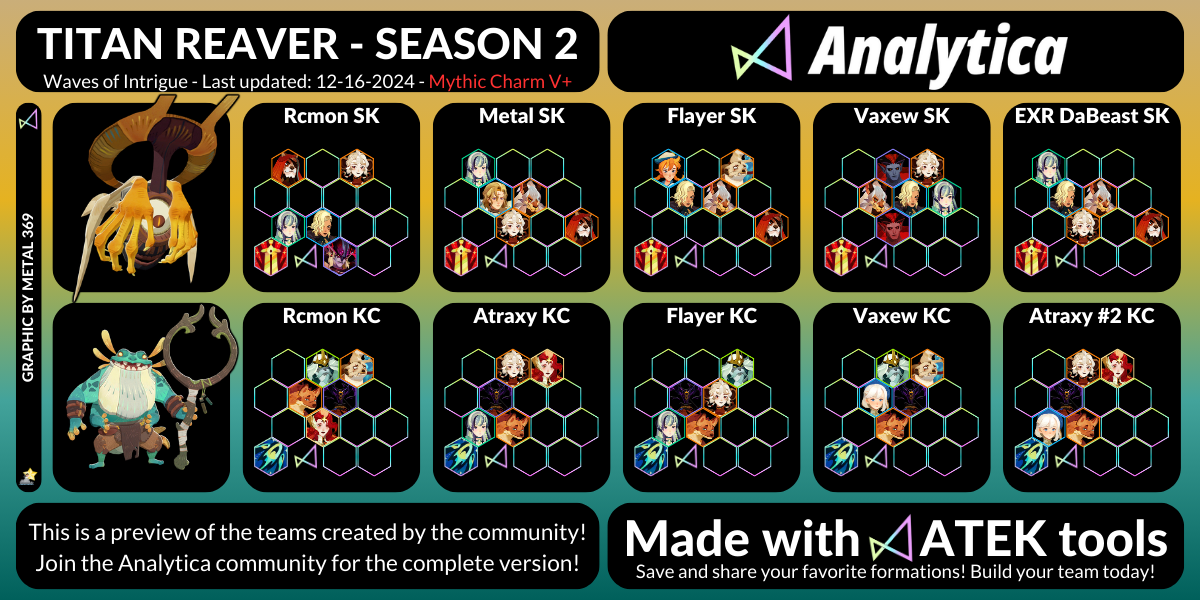 TITAN REAVER - SEASON 2
Waves of Intrigue - Last updated: 12-16-2024 - Mythic Charm V+
Analytica
GRAPHIC BY METAL 369
Rcmon SK
Metal SK
Flayer SK
Vaxew SK
EXR DaBeast SK
Rcmon KC
Atraxy KC
Flayer KC
Vaxew KC
Atraxy #2 KC
This is a preview of the teams created by the community!
Join the Analytica community for the complete version!
Made with ATEK tools
Save and share your favorite formations! Build your team today!